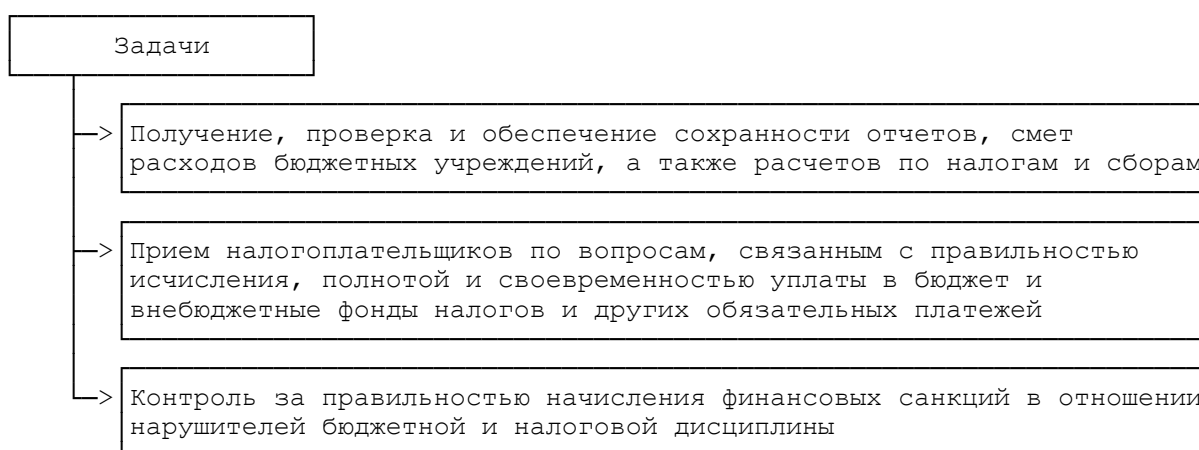 Задачи
Получение, проверка и обеспечение сохранности отчетов, смет
расходов бюджетных учреждений, а также расчетов по налогам и сборам
Прием налогоплательщиков по вопросам, связанным с правильностью
исчисления, полнотой и своевременностью уплаты в бюджет и
внебюджетные фонды налогов и других обязательных платежей
Контроль за правильностью начисления финансовых санкций в отношении
нарушителей бюджетной и налоговой дисциплины